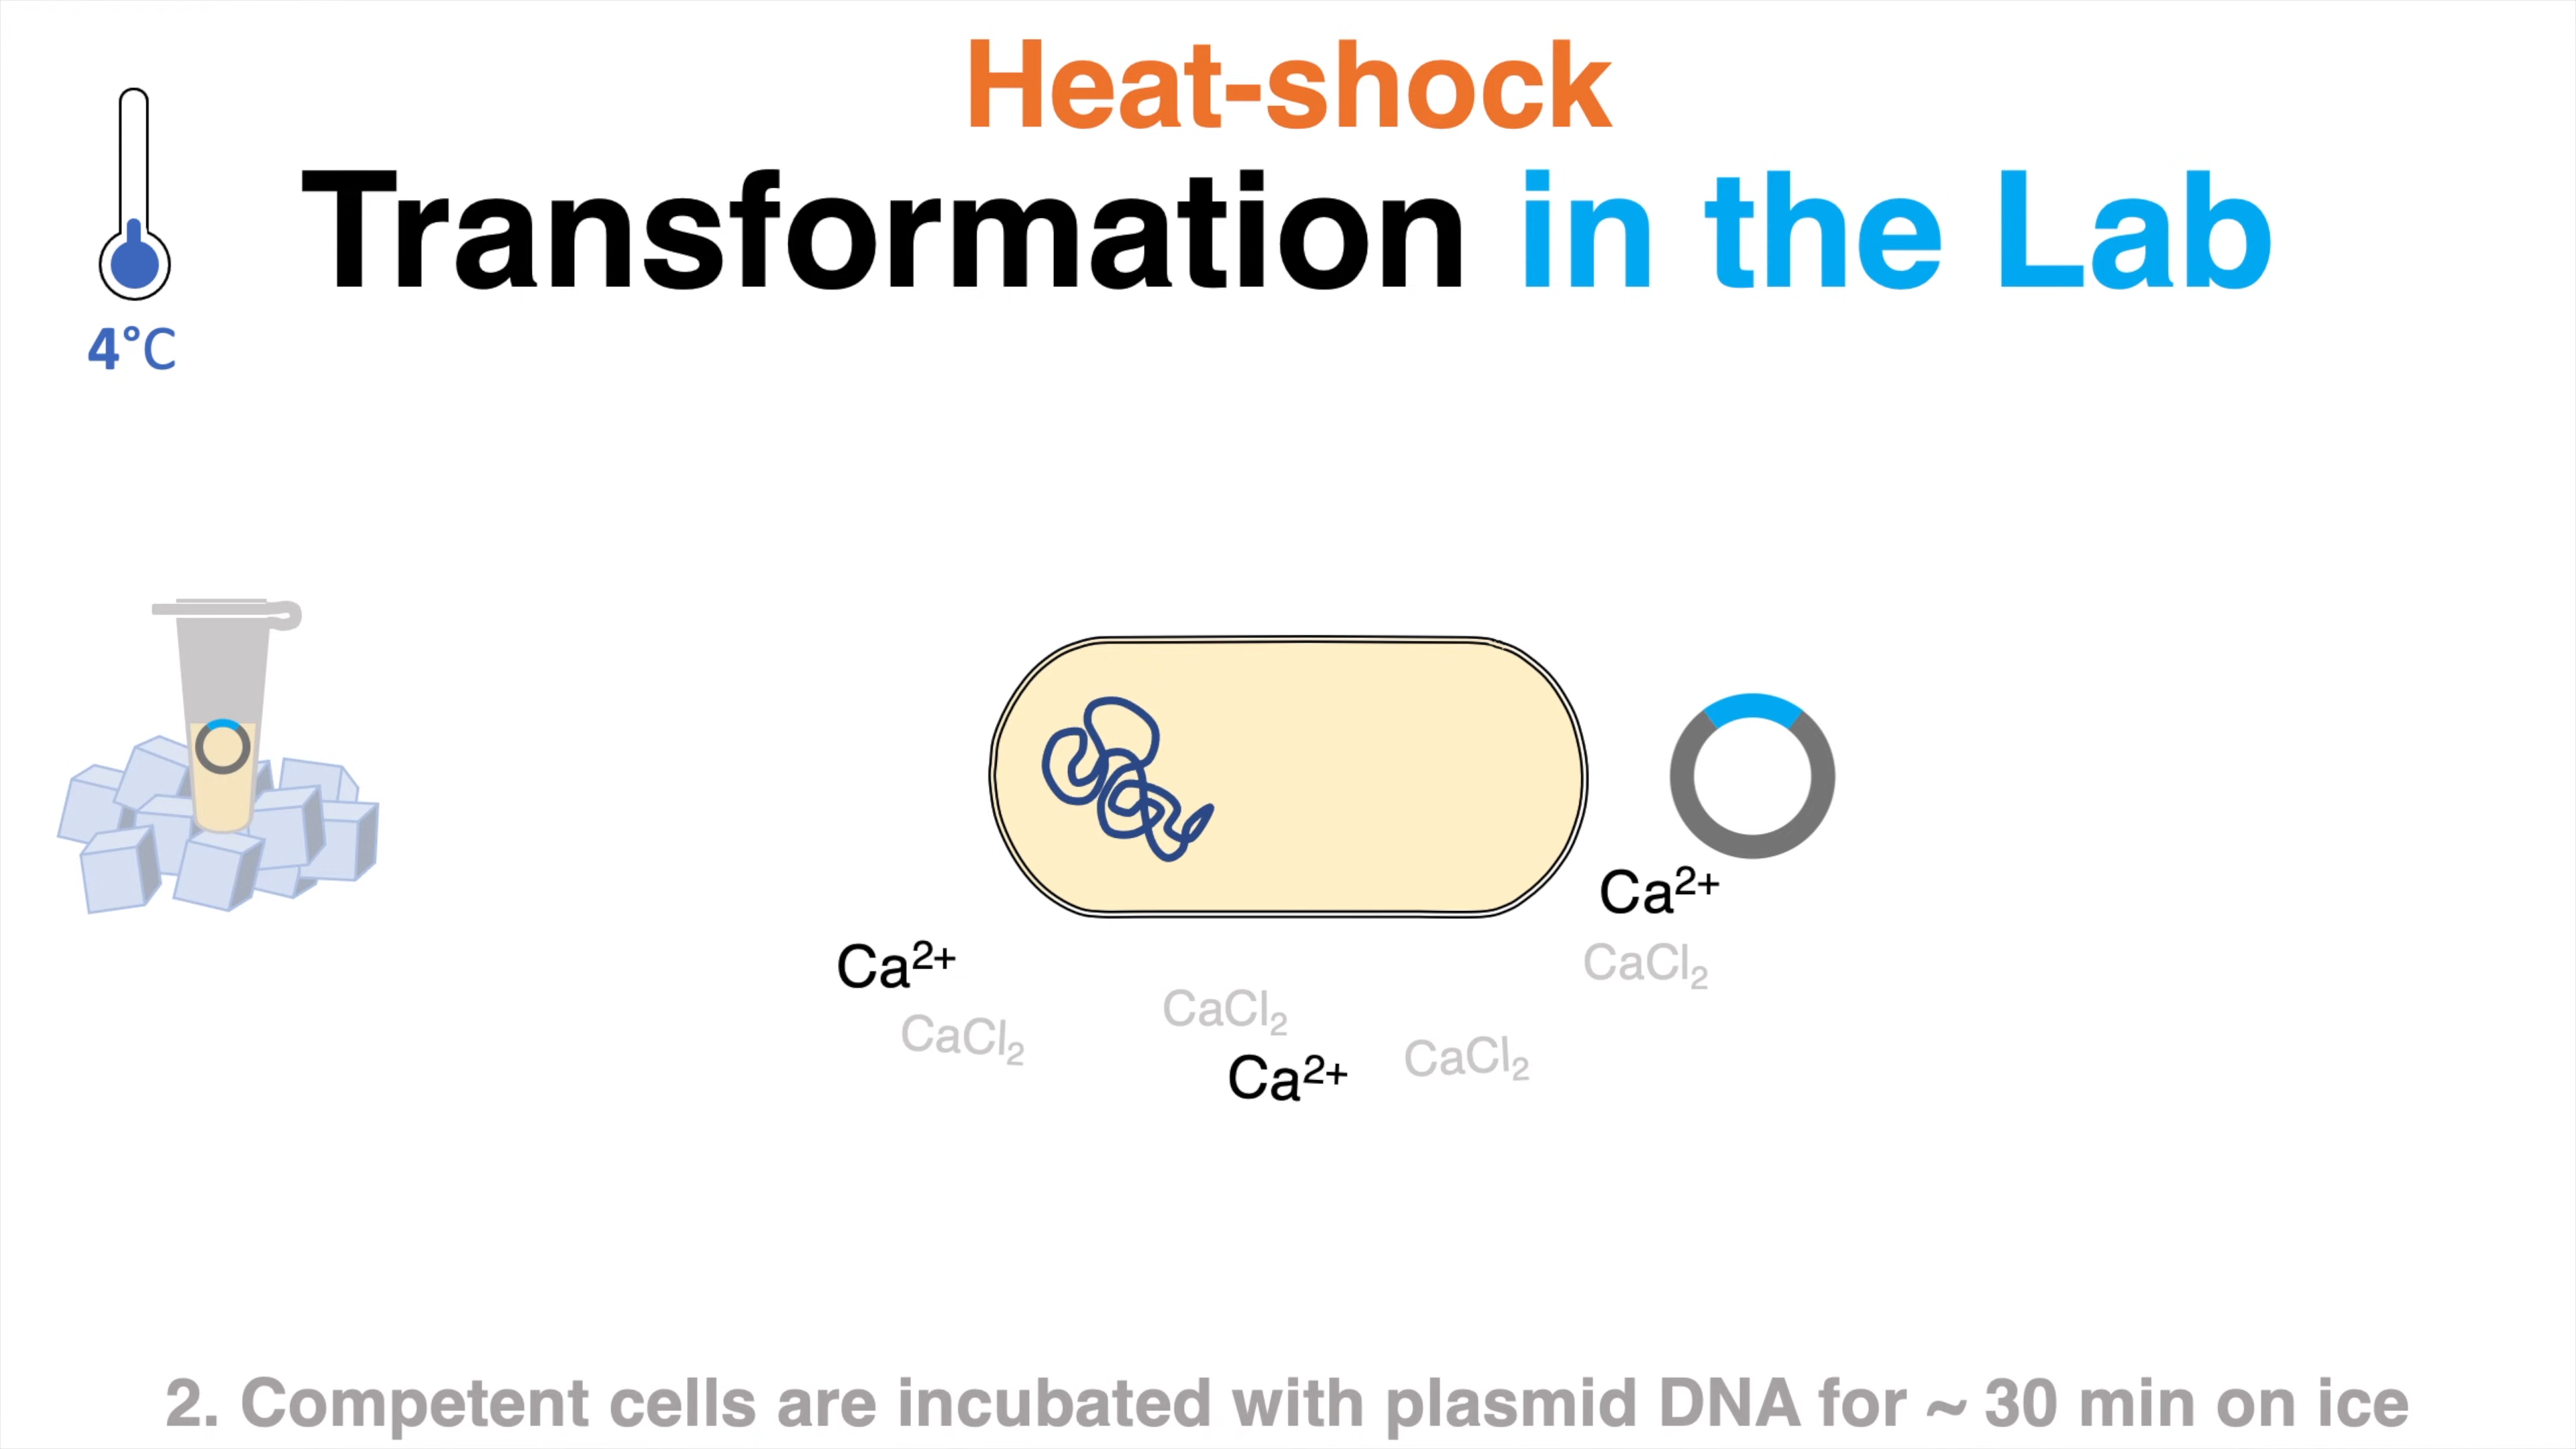 Heat-shock
Transformation in the Lab
4°C
Ca²⁺
CaCl₂
Ca²⁺
CaCl₂
CaCl₂
Ca²⁺
CaCl₂
2. Competent cells are incubated with plasmid DNA for ~ 30 min on ice